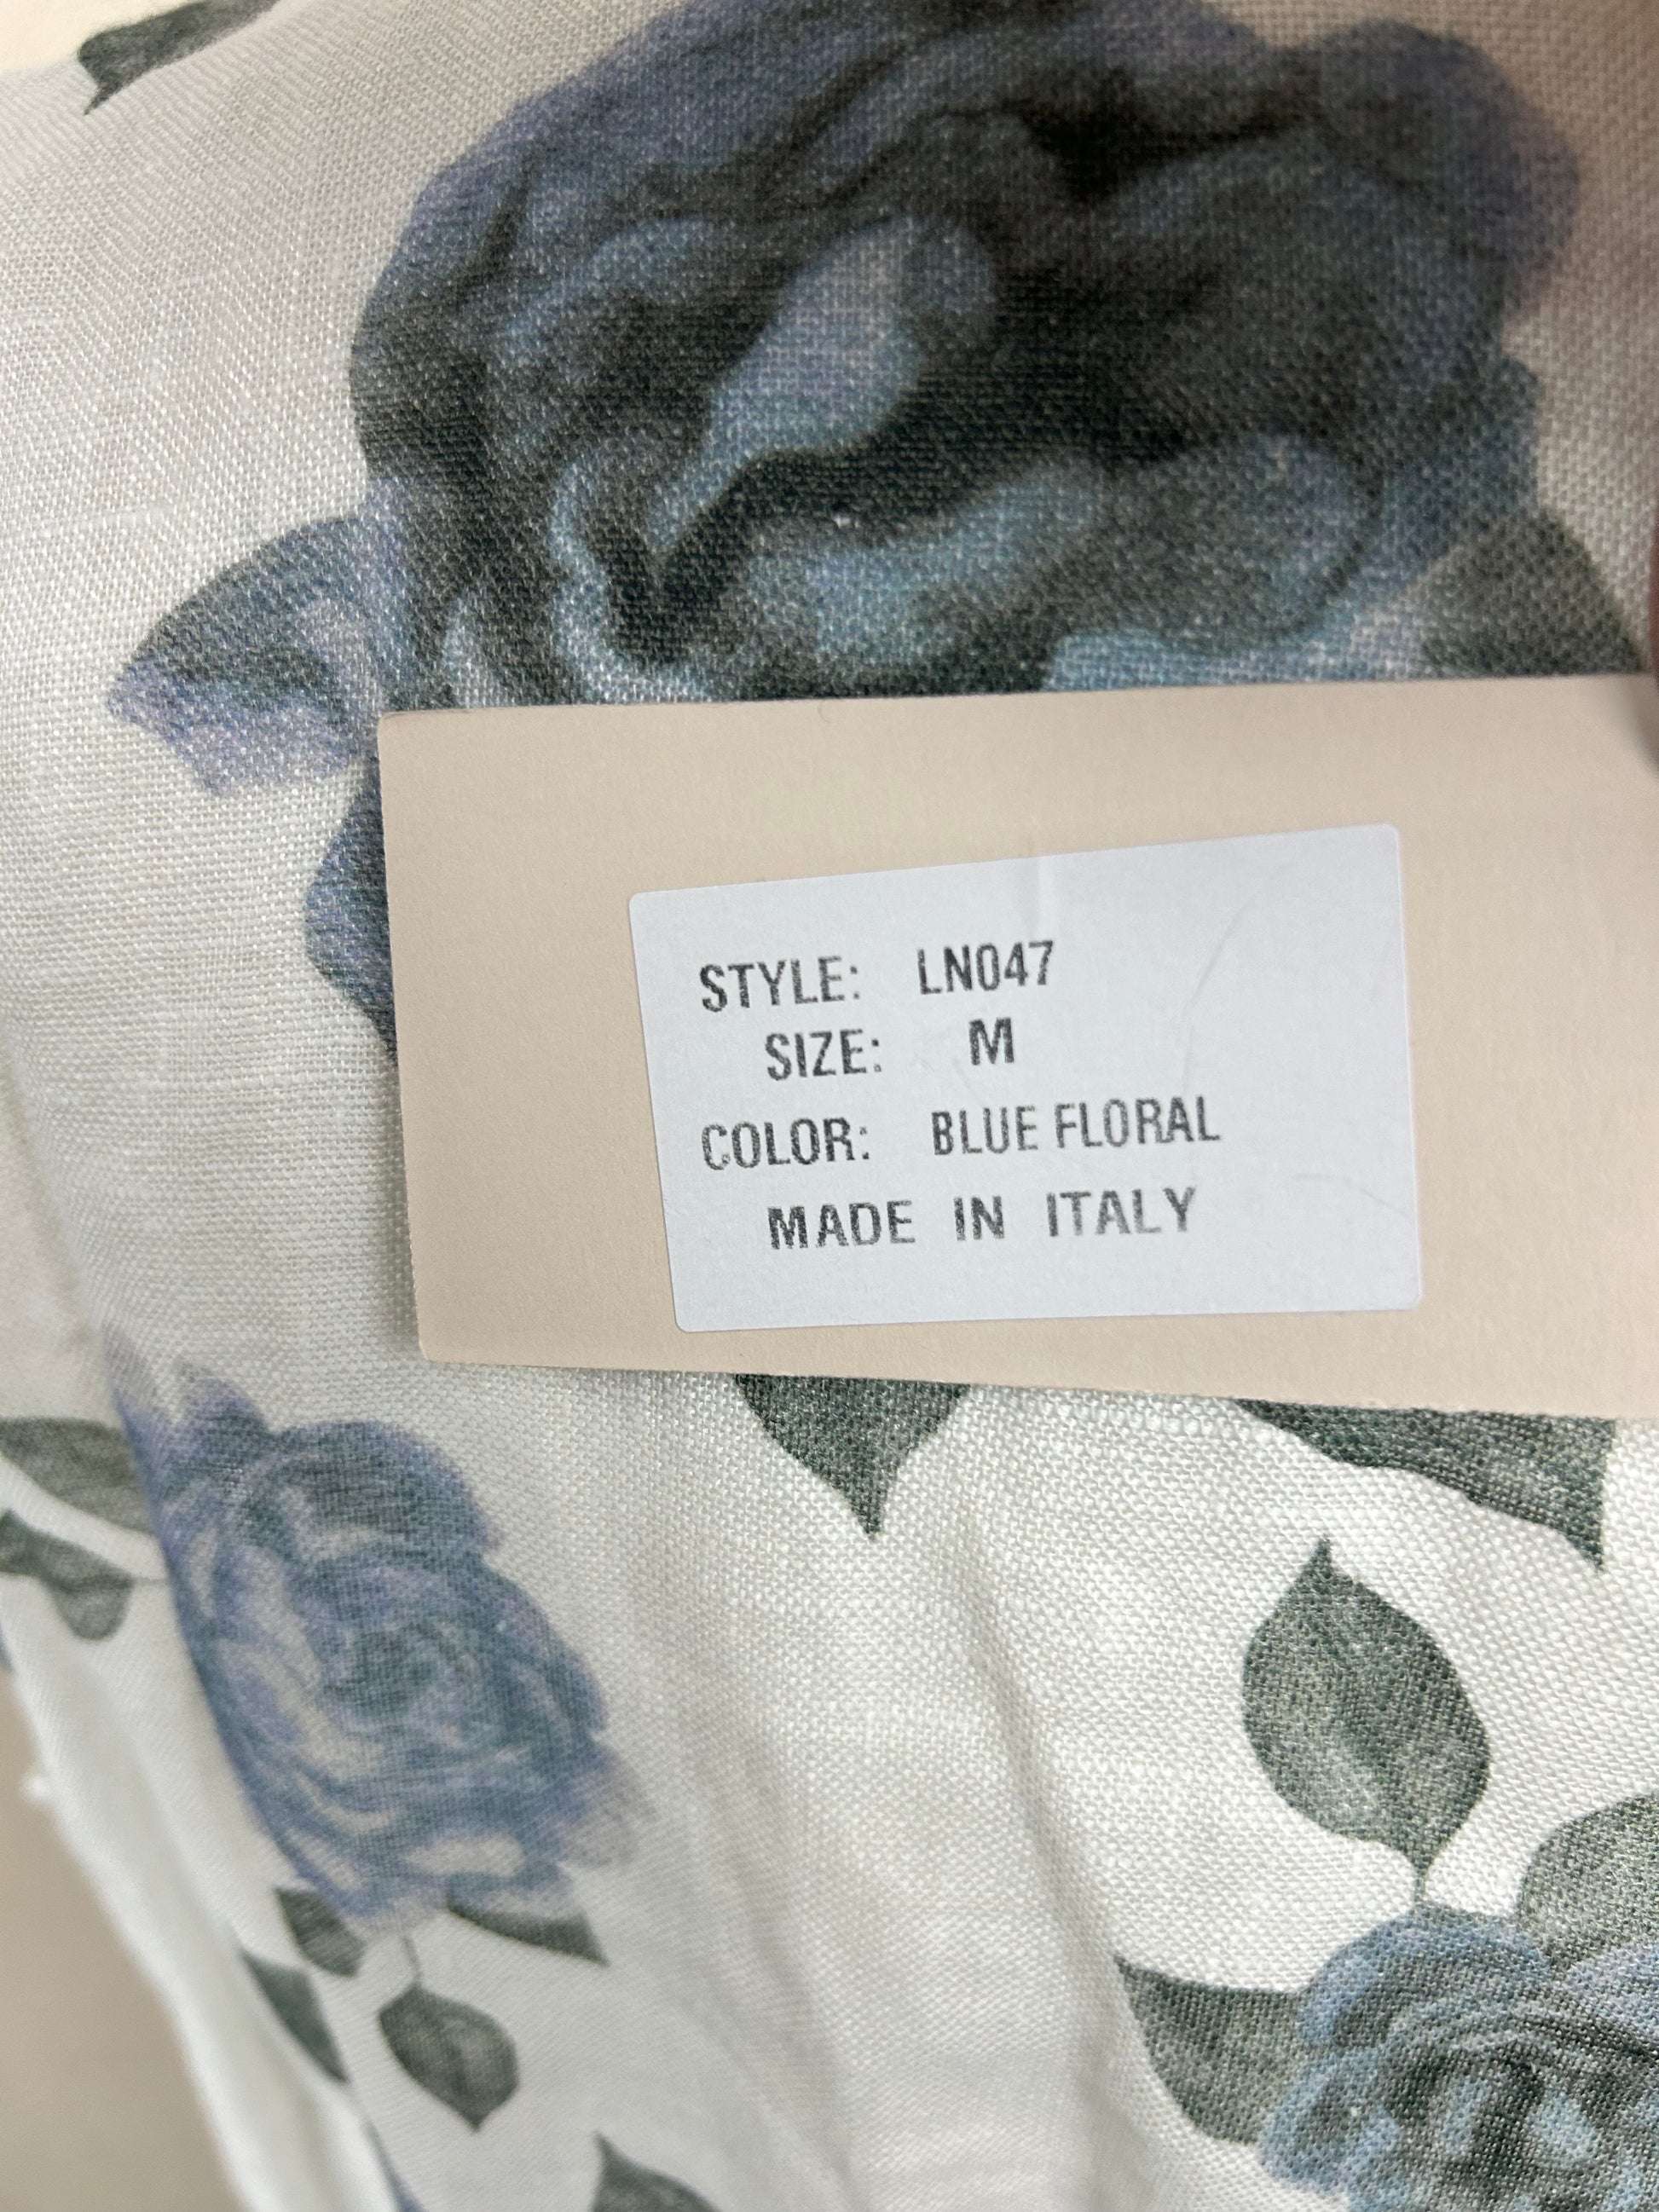 STYLE: LN047
SIZE: M
COLOR: BLUE FLORAL
MADE IN ITALY